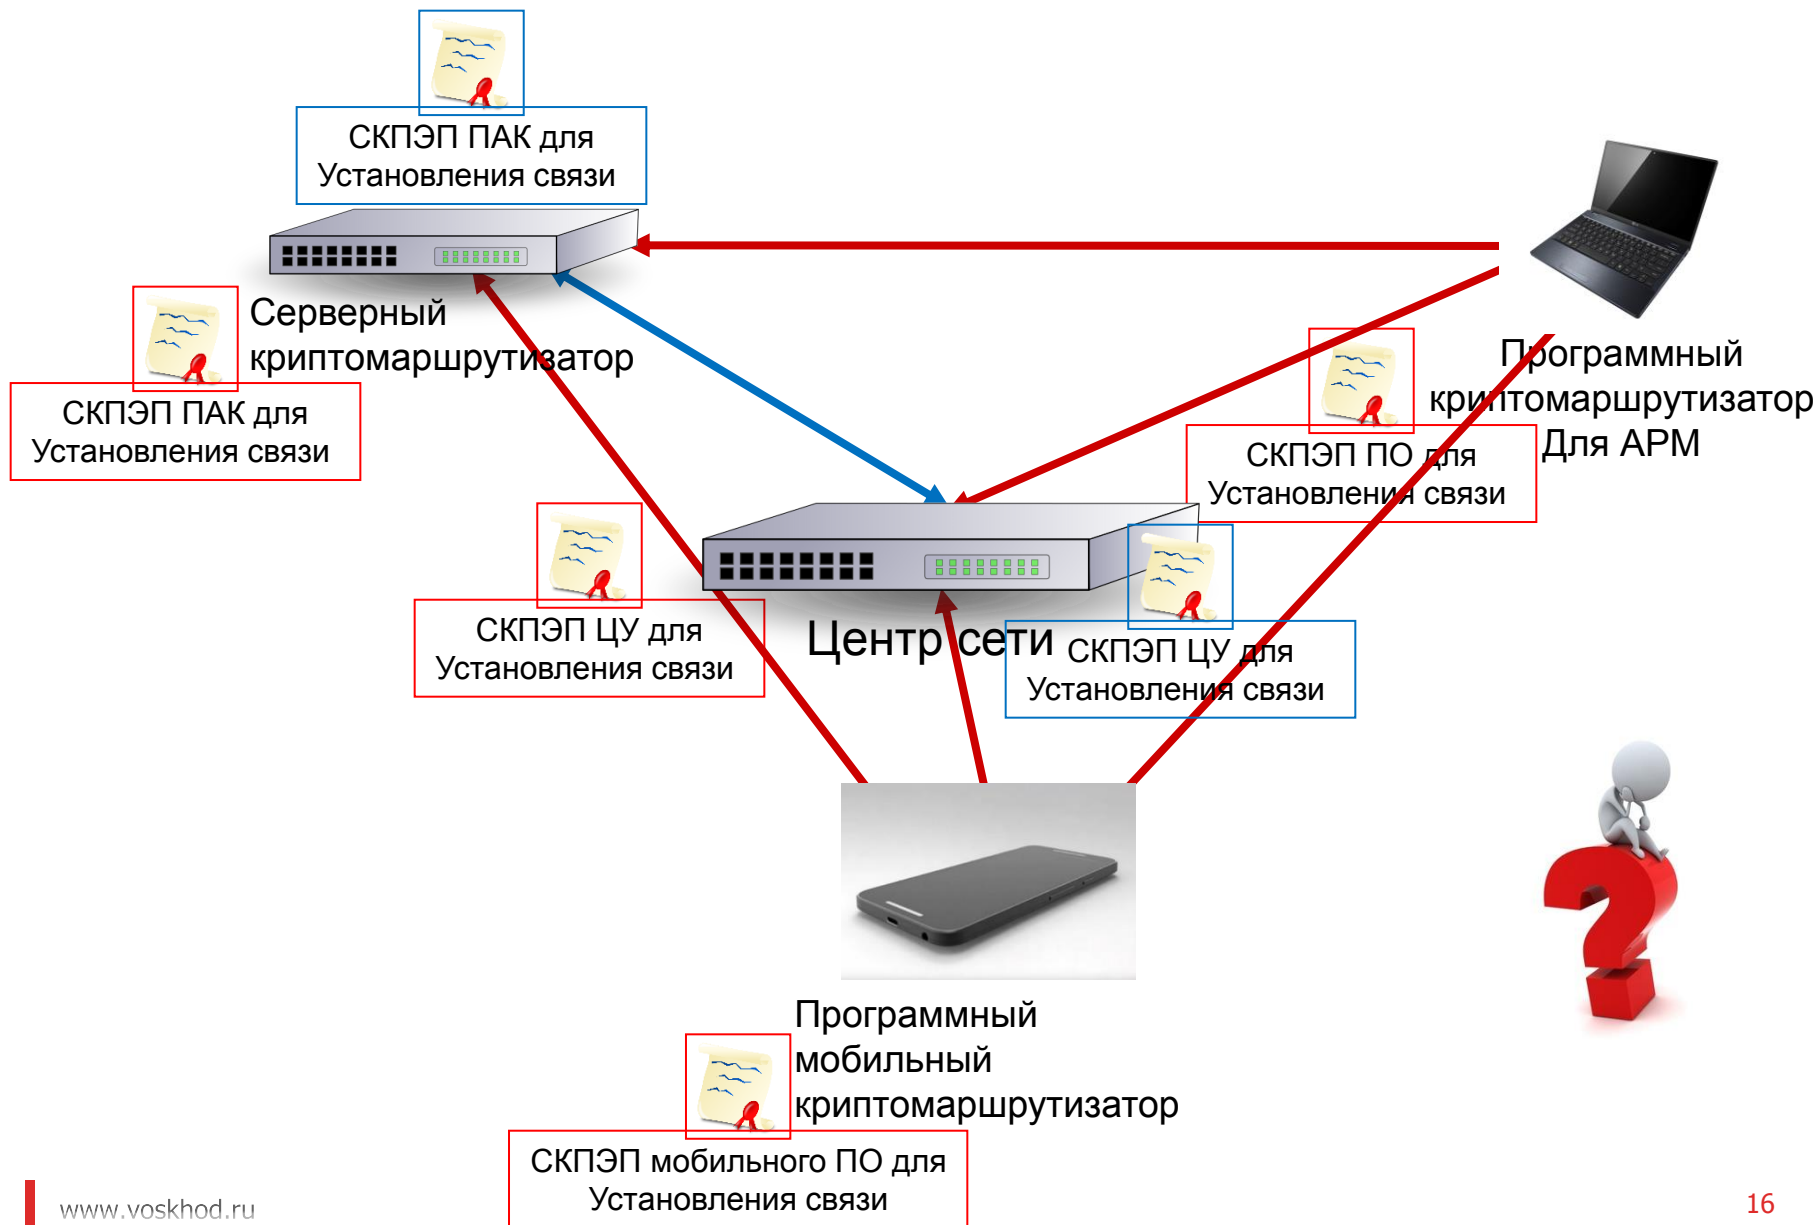 СКПЭП ПАК для
Установления связи
Серверный
криптомаршрутизатор
СКПЭП ПАК для
Установления связи
Программный
криптомаршрутизатор
Для АРМ
СКПЭП ПО для
Установления связи
СКПЭП ЦУ для
Установления связи
Центр сети
СКПЭП ЦУ для
Установления связи
Программный
мобильный
криптомаршрутизатор
СКПЭП мобильного ПО для
Установления связи
www.voskhod.ru
16